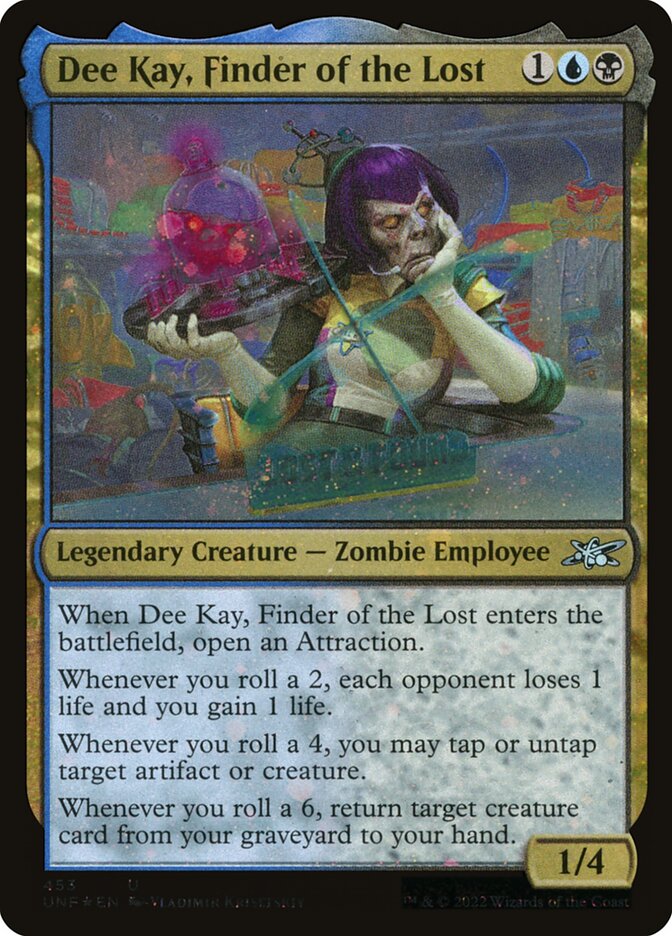 Dee Kay, Finder of the Lost
1
LOST & FOUND
Legendary Creature — Zombie Employee
When Dee Kay, Finder of the Lost enters the
battlefield, open an Attraction.
Whenever you roll a 2, each opponent loses 1
life and you gain 1 life.
Whenever you roll a 4, you may tap or untap
target artifact or creature.
Whenever you roll a 6, return target creature
card from your graveyard to your hand.
1/4
453 U
UNF★EN Vladimir Krisetskiy
™ & © 2022 Wizards of the Coast